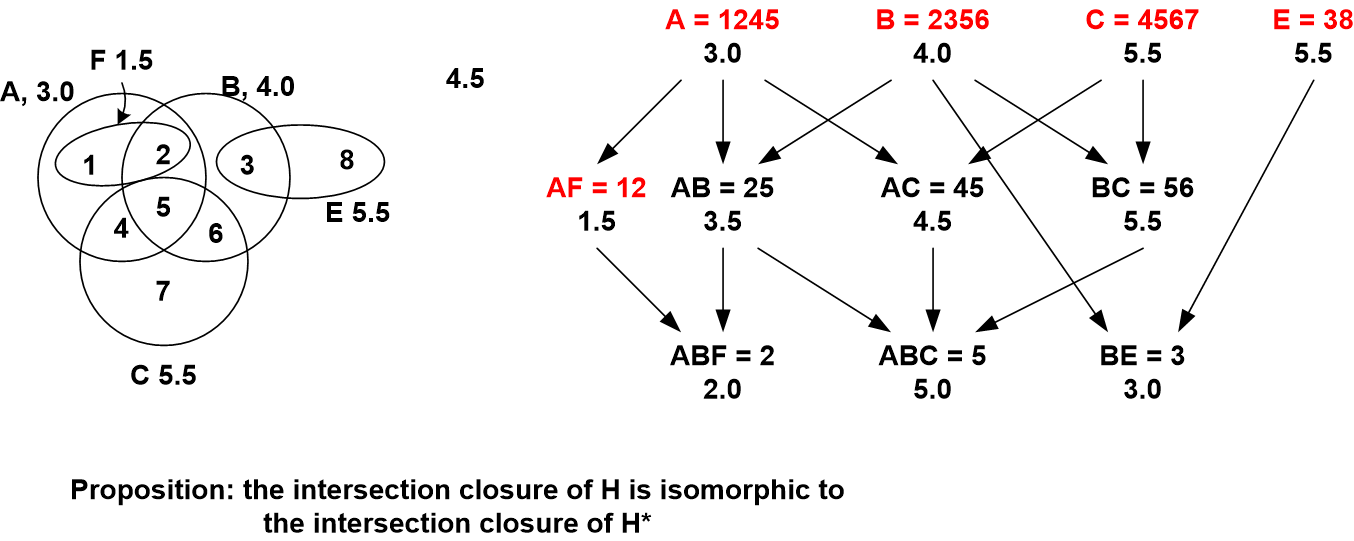 F 1.5
A, 3.0
B, 4.0
1
2
3
8
5
4
6
E 5.5
7
C 5.5
4.5
A = 1245
B = 2356
C = 4567
E = 38
3.0
4.0
5.5
5.5
AF = 12
AB = 25
AC = 45
BC = 56
1.5
3.5
4.5
5.5
ABF = 2
ABC = 5
BE = 3
2.0
5.0
3.0
Proposition: the intersection closure of H is isomorphic to
the intersection closure of H*